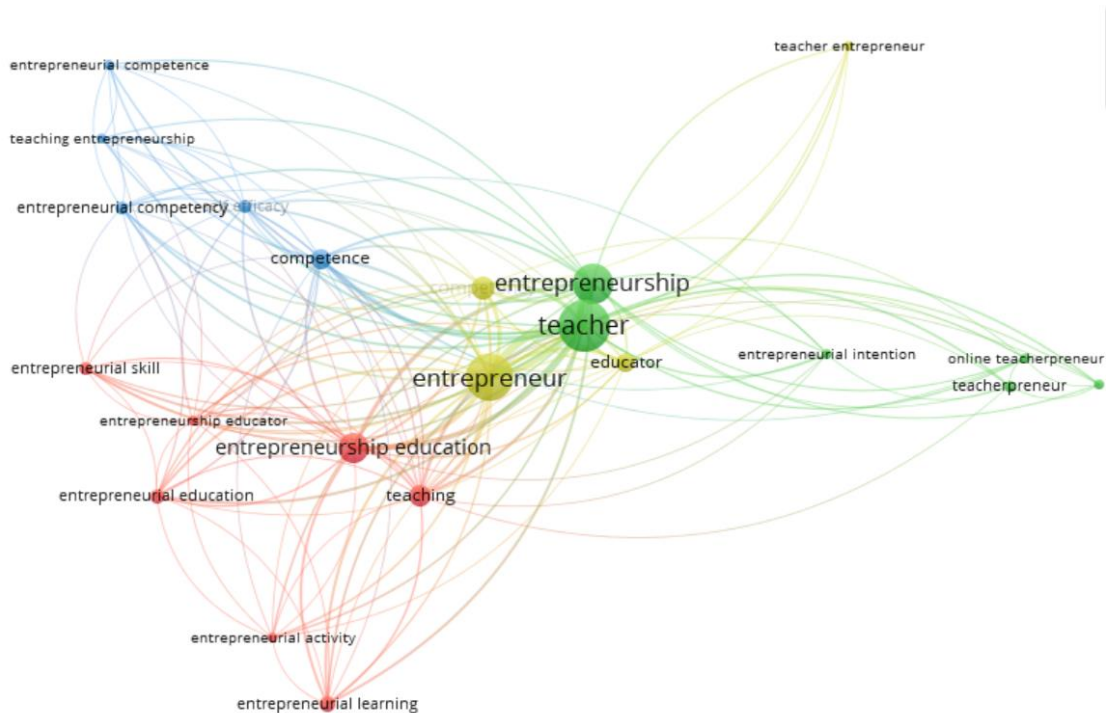 teacher entrepreneur
entrepreneurial competence
teaching entrepreneurship
entrepreneurial competency
efficacy
competence
entrepreneurship
teacher
entrepreneurial intention
online teacherpreneur
educator
entrepreneurial skill
entrepreneur
teacherpreneur
entrepreneurship educator
entrepreneurship education
entrepreneurial education
teaching
entrepreneurial activity
entrepreneurial learning